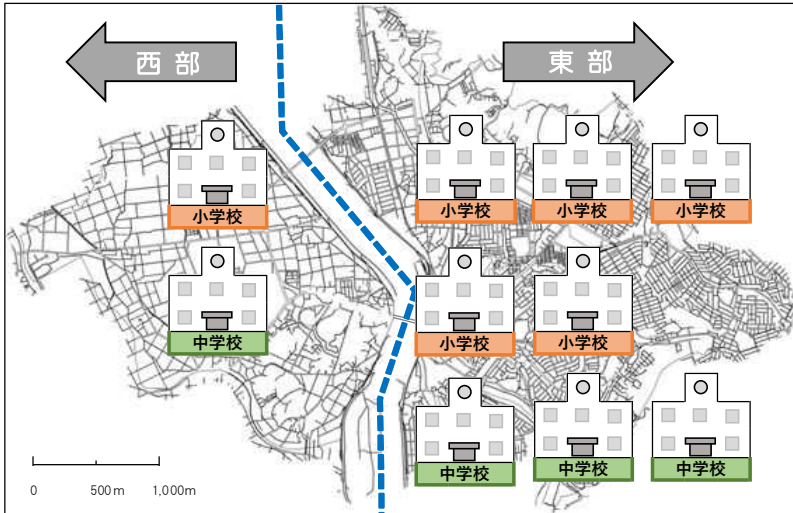 西部
東部
小学校
小学校
小学校
小学校
中学校
小学校
小学校
中学校
中学校
中学校
0 500m 1,000m